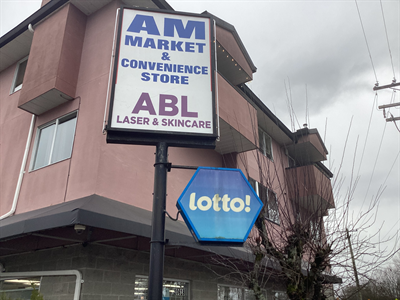 AM
MARKET
&
CONVENIENCE
STORE
ABL
LASER & SKINCARE
lotto!